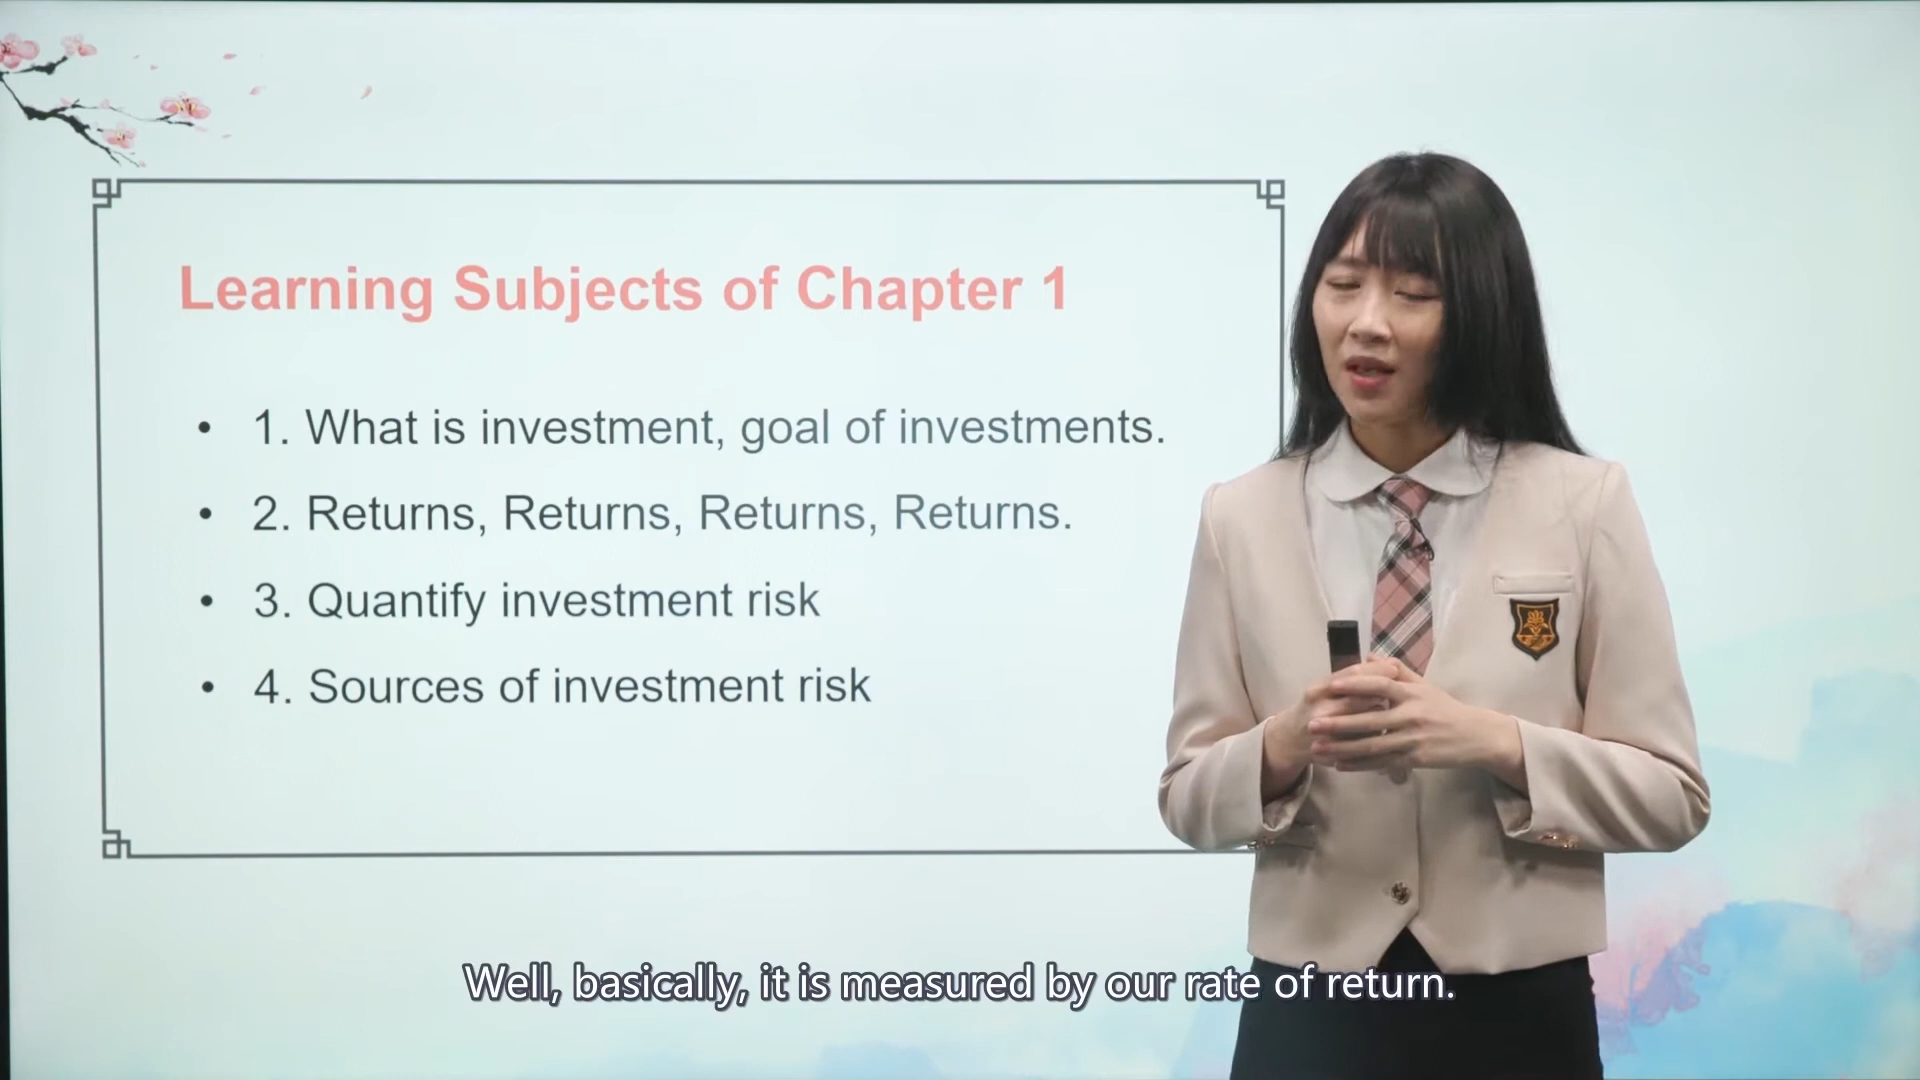 Learning Subjects of Chapter 1
• 1. What is investment, goal of investments.
• 2. Returns, Returns, Returns, Returns.
• 3. Quantify investment risk
• 4. Sources of investment risk
Well, basically, it is measured by our rate of return.